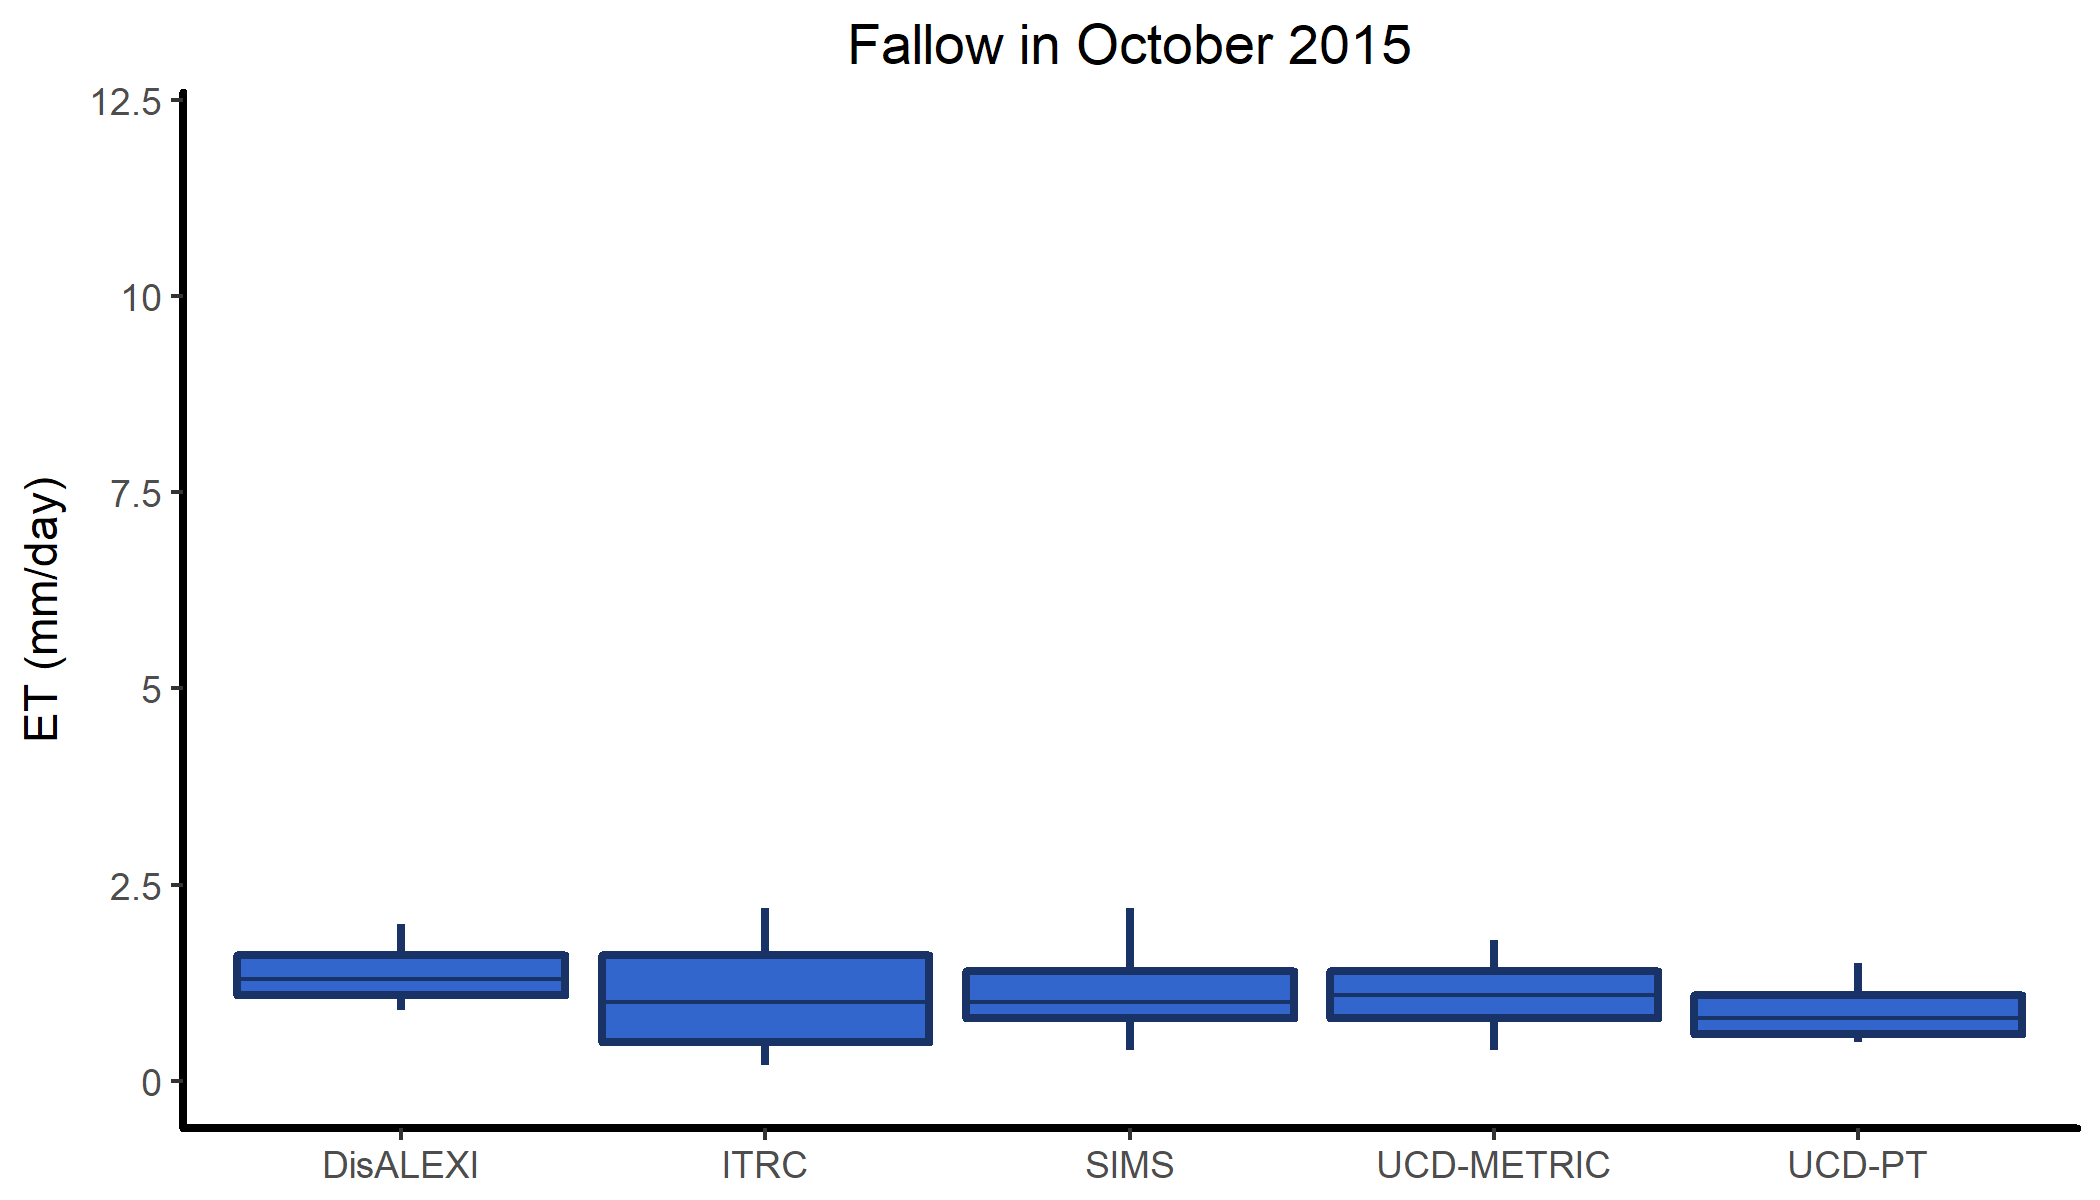 Fallow in October 2015
ET (mm/day)
12.5
10
7.5
5
2.5
0
DisALEXI ITRC SIMS UCD-METRIC UCD-PT